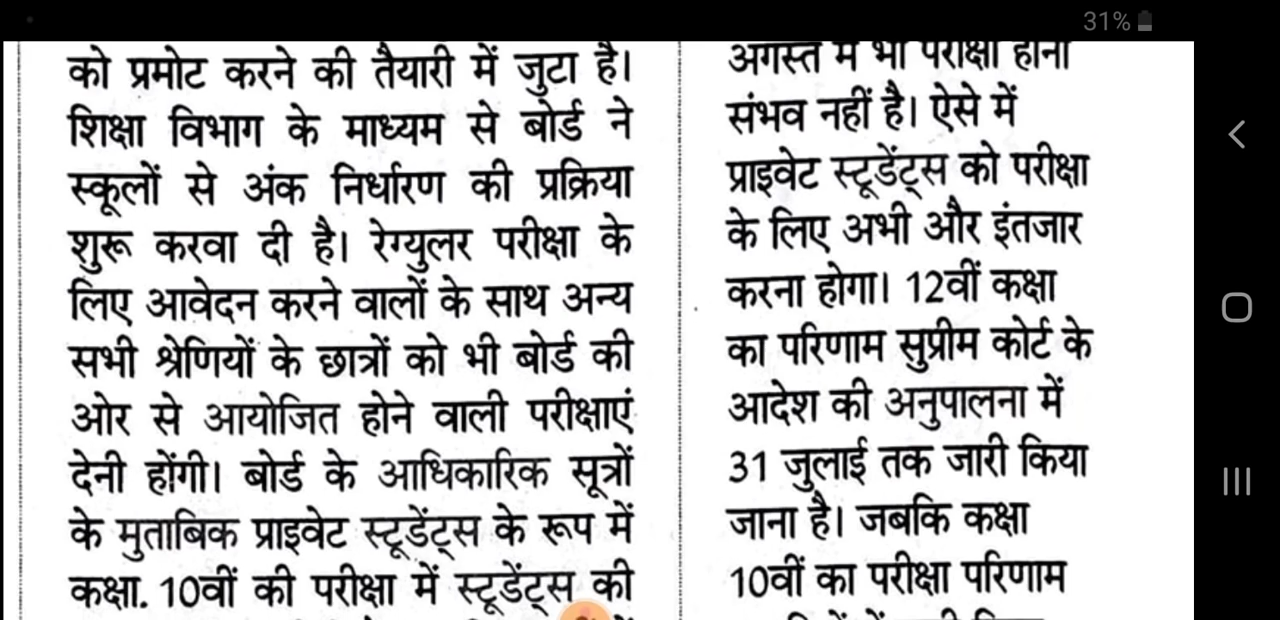 31%
को प्रमोट करने की तैयारी में जुटा है।
शिक्षा विभाग के माध्यम से बोर्ड ने
स्कूलों से अंक निर्धारण की प्रक्रिया
शुरू करवा दी है। रेग्युलर परीक्षा के
लिए आवेदन करने वालों के साथ अन्य
सभी श्रेणियों के छात्रों को भी बोर्ड की
ओर से आयोजित होने वाली परीक्षाएं
देनी होंगी। बोर्ड के आधिकारिक सूत्रों
के मुताबिक प्राइवेट स्टूडेंट्स के रूप में
कक्षा. 10वीं की परीक्षा में स्टूडेंट्स की
अगस्त में भी परीक्षा होना
संभव नहीं है। ऐसे में
प्राइवेट स्टूडेंट्स को परीक्षा
के लिए अभी और इंतजार
करना होगा। 12वीं कक्षा
का परिणाम सुप्रीम कोर्ट के
आदेश की अनुपालना में
31 जुलाई तक जारी किया
जाना है। जबकि कक्षा
10वीं का परीक्षा परिणाम